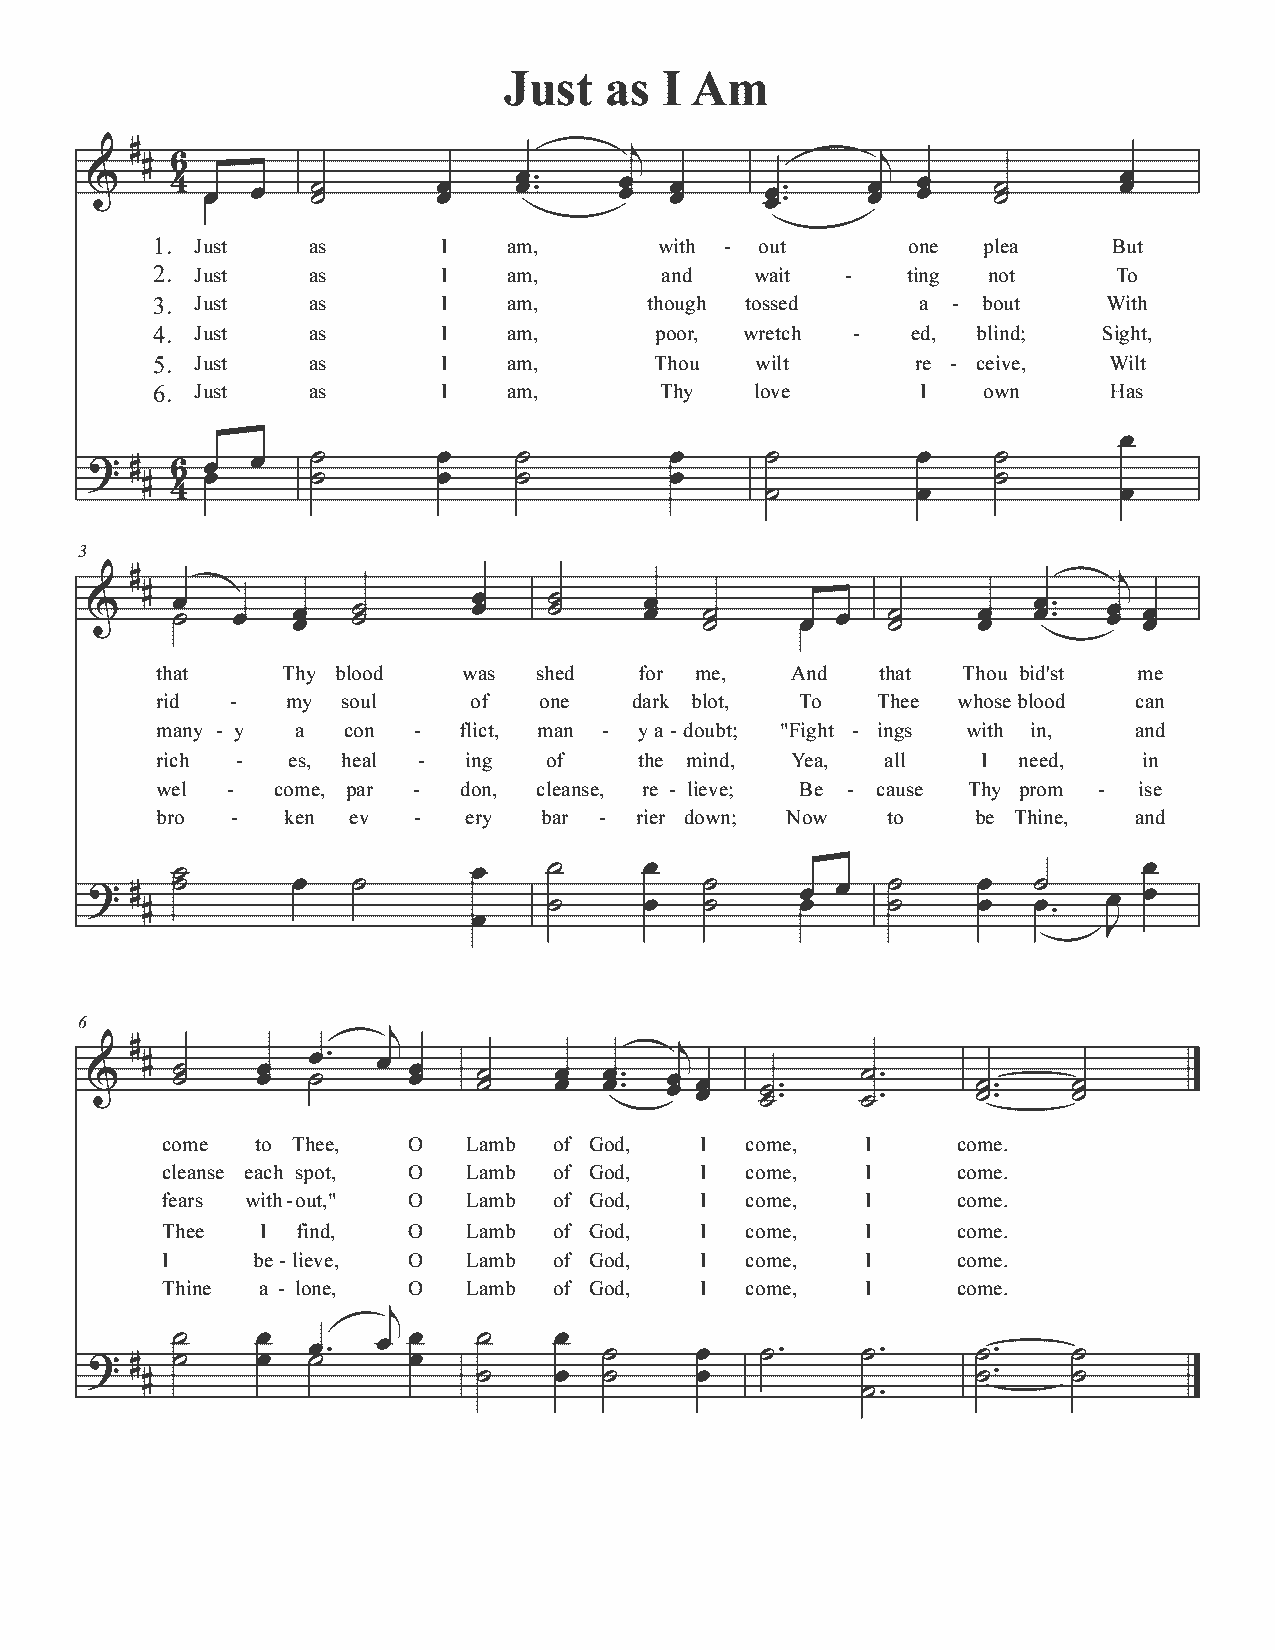 Just as I Am
6
4
1. Just as I am, with - out one plea But
2. Just as I am, and wait - ting not To
3. Just as I am, though tossed a - bout With
4. Just as I am, poor, wretch - ed, blind; Sight,
5. Just as I am, Thou wilt re - ceive, Wilt
6. Just as I am, Thy love I own Has
6
4
3
that Thy blood was shed for me, And that Thou bid'st me
rid - my soul of one dark blot, To Thee whose blood can
many - y a con - flict, man - y a - doubt; "Fight - ings with in, and
rich - es, heal - ing of the mind, Yea, all I need, in
wel - come, par - don, cleanse, re - lieve; Be - cause Thy prom - ise
bro - ken ev - ery bar - rier down; Now to be Thine, and
6
come to Thee, O Lamb of God, I come, I come.
cleanse each spot, O Lamb of God, I come, I come.
fears with - out," O Lamb of God, I come, I come.
Thee I find, O Lamb of God, I come, I come.
I be - lieve, O Lamb of God, I come, I come.
Thine a - lone, O Lamb of God, I come, I come.